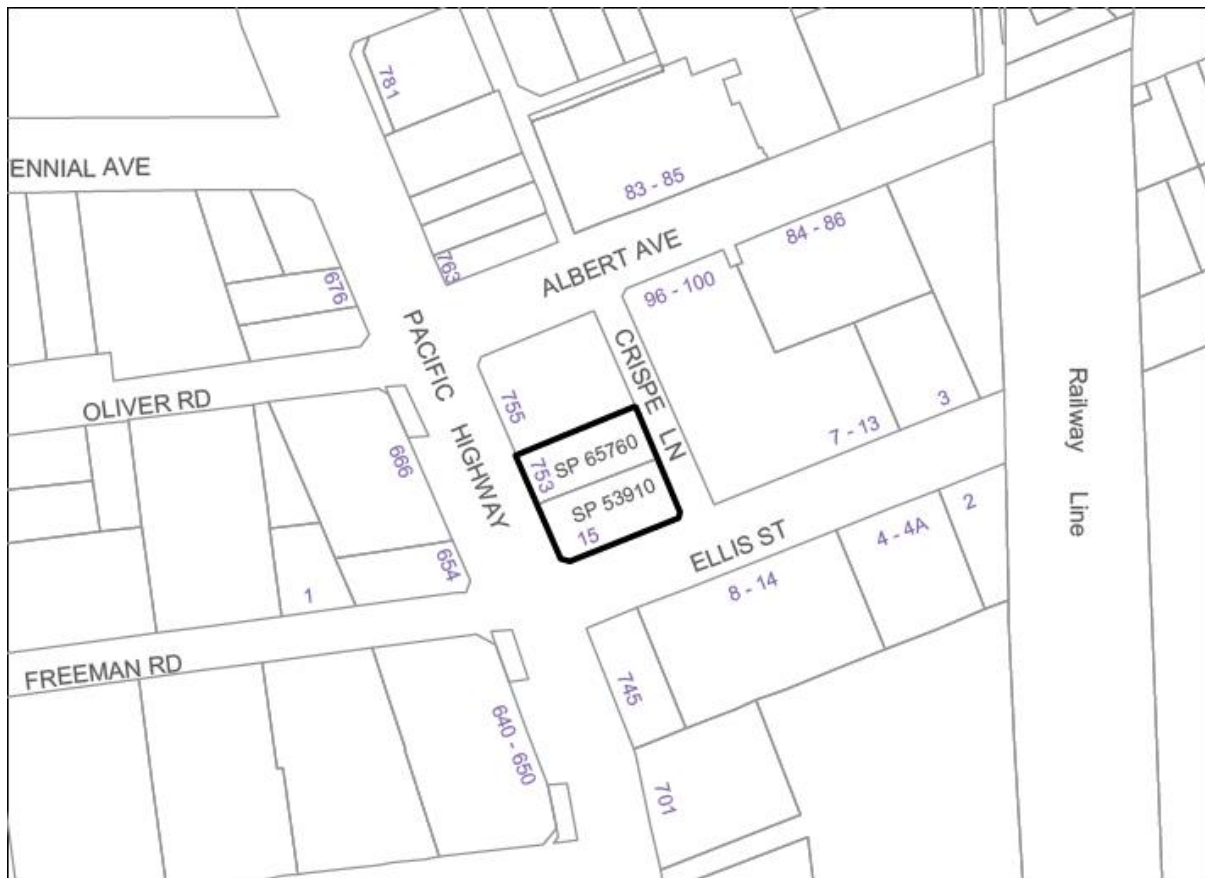 781
ENNIAL AVE
83 - 85
84 - 86
ALBERT AVE
763
676
96 - 100
PACIFIC HIGHWAY
CRISPE LN
OLIVER RD
755
3
7 - 13
Railway Line
666
753
SP 65760
SP 53910
15
ELLIS ST
4 - 4A
2
654
1
8 - 14
FREEMAN RD
745
640 - 650
701